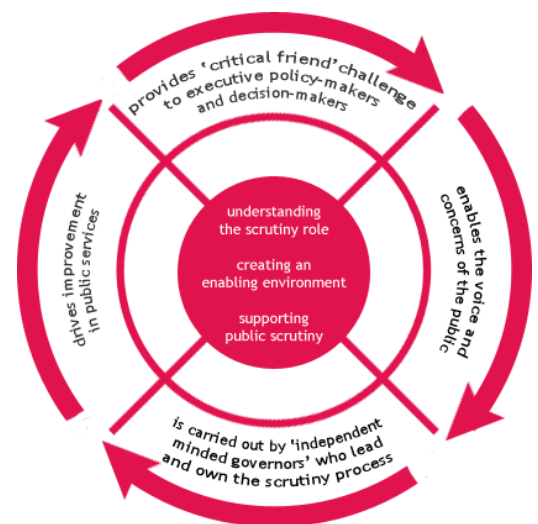 provides 'critical friend' challenge
to executive policy-makers
and decision-makers
enables the voice and
concerns of the public
is carried out by 'independent
minded governors' who lead
and own the scrutiny process
drives improvement
in public services
understanding
the scrutiny role
creating an
enabling environment
supporting
public scrutiny